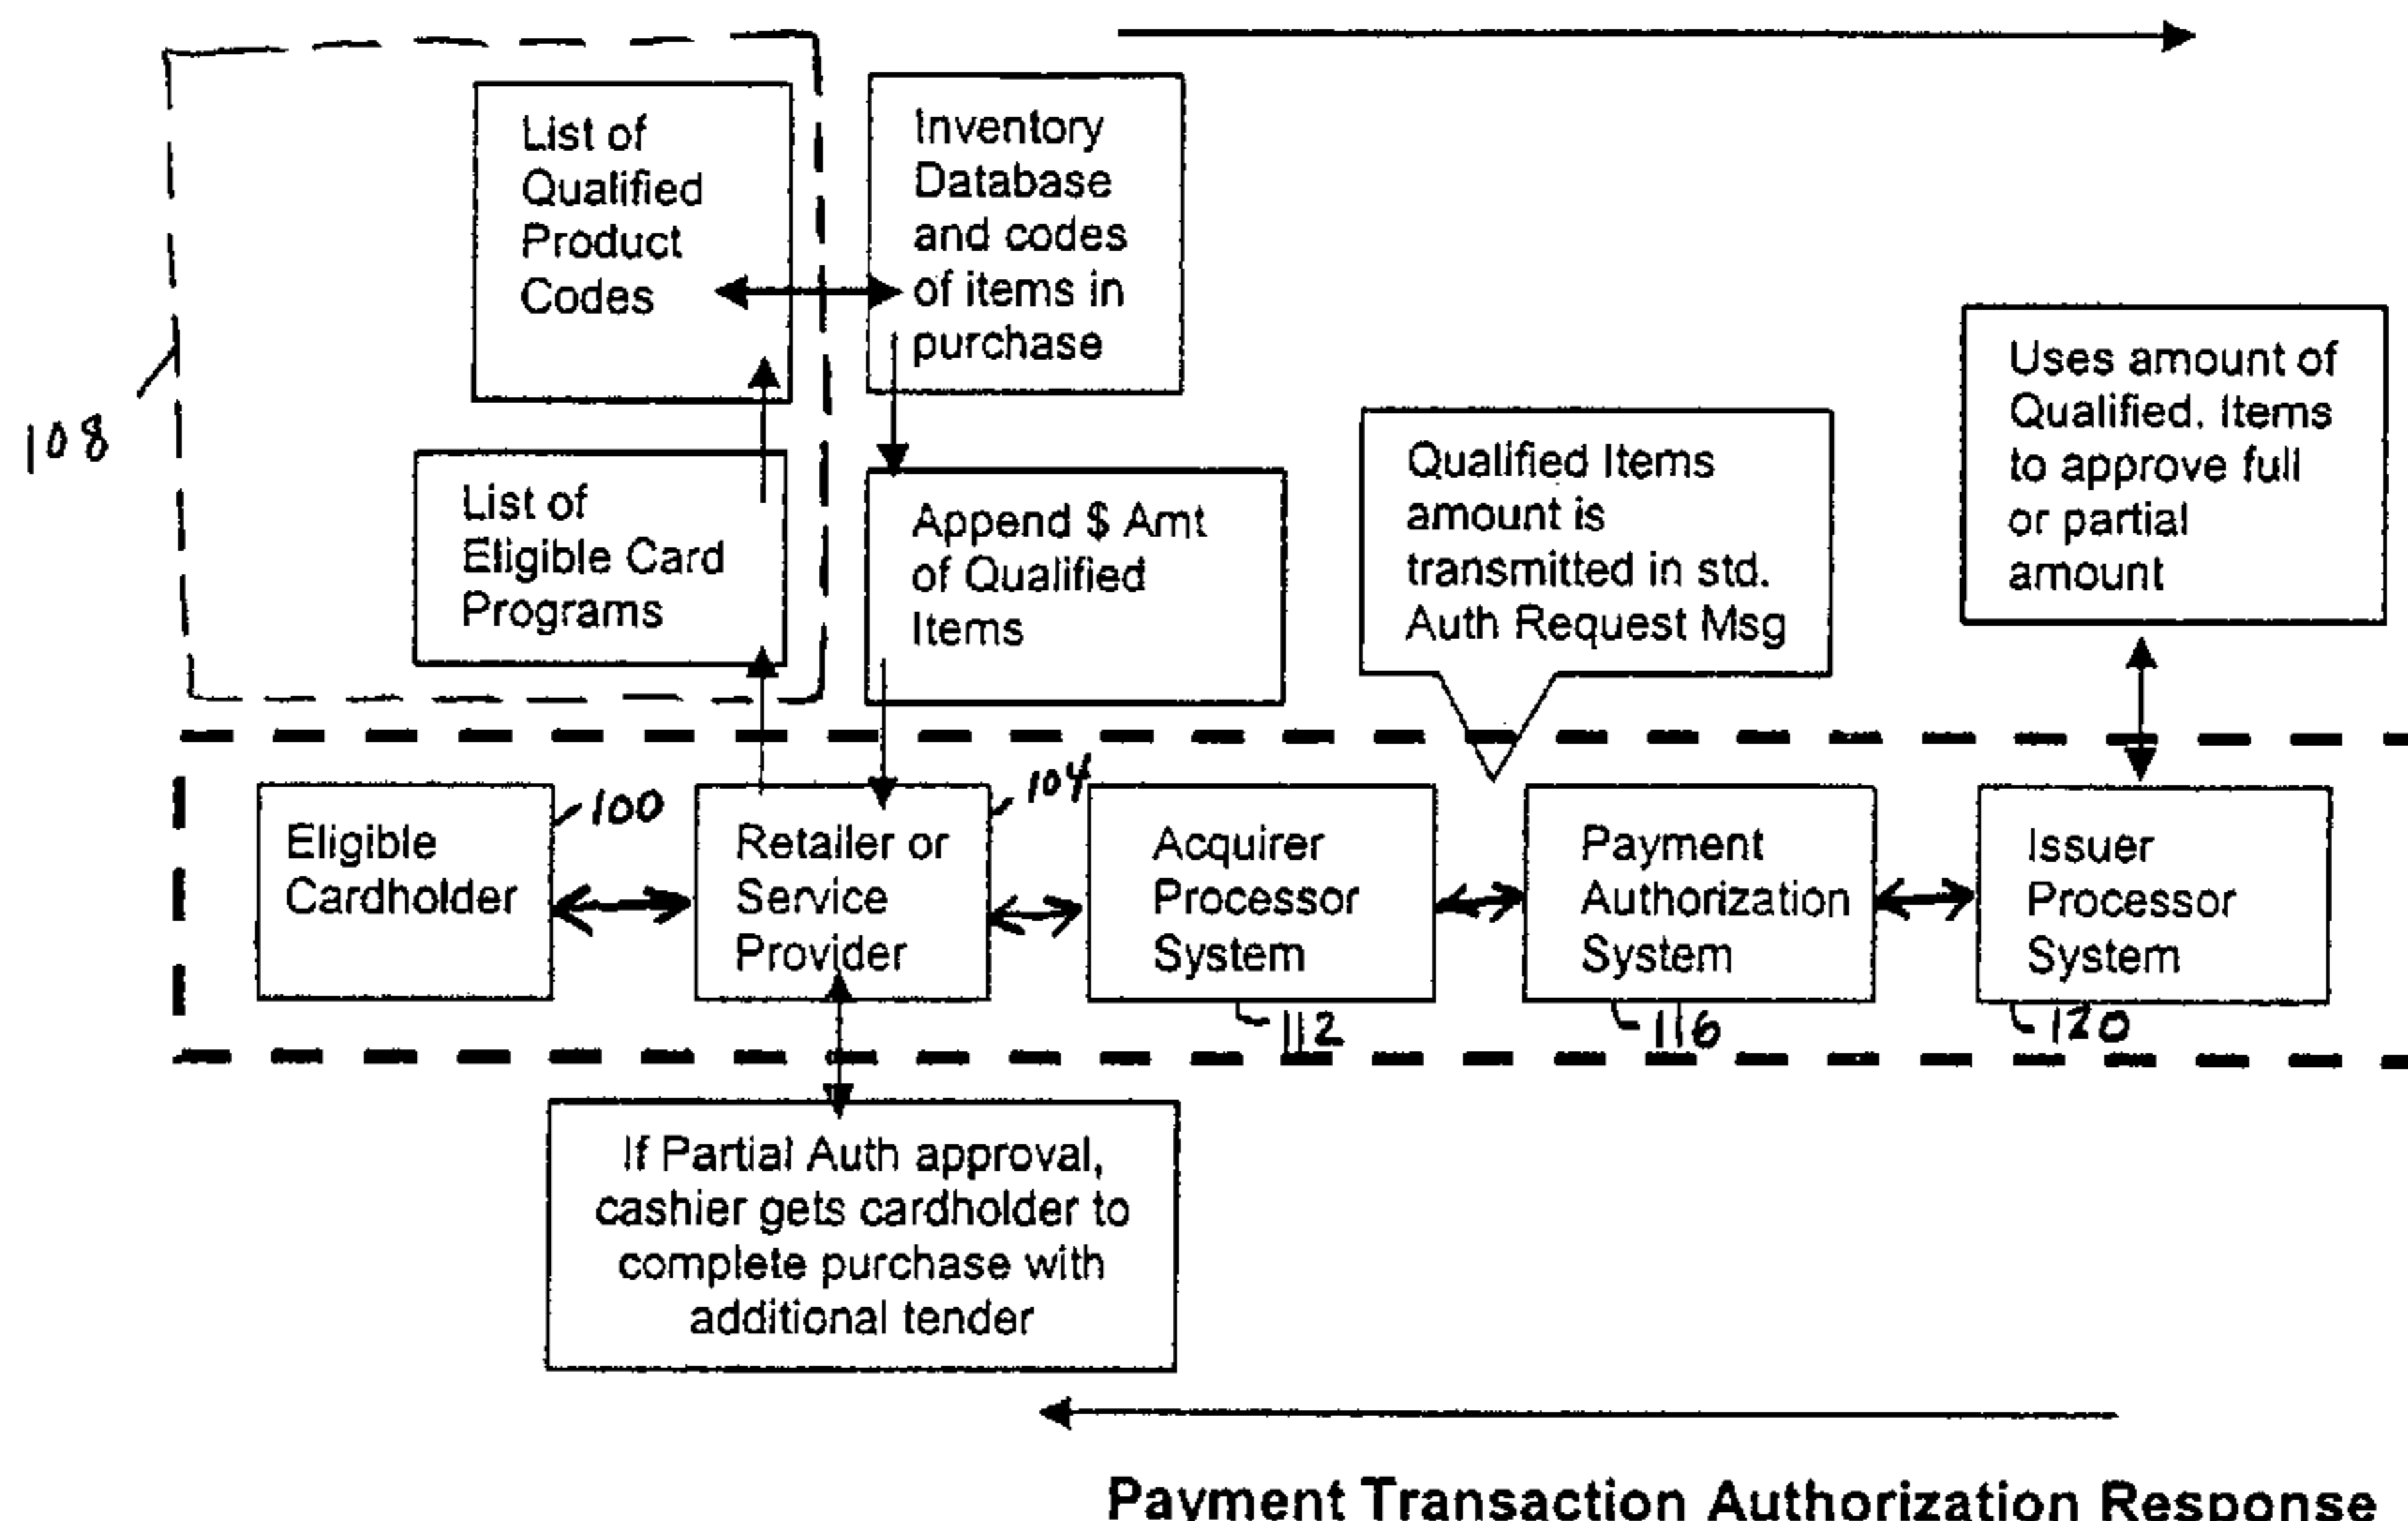 List of
Qualified
Product
Codes
Inventory
Database
and codes
of items in
purchase
Uses amount of
Qualified. Items
to approve full
or partial
amount
108
List of
Eligible Card
Programs
Append $ Amt
of Qualified
Items
Qualified Items
amount is
transmitted in std.
Auth Request Msg
Eligible
Cardholder
100
Retailer or
Service
Provider
104
Acquirer
Processor
System
112
Payment
Authorization
System
116
Issuer
Processor
System
120
If Partial Auth approval,
cashier gets cardholder to
complete purchase with
additional tender
Payment Transaction Authorization Response